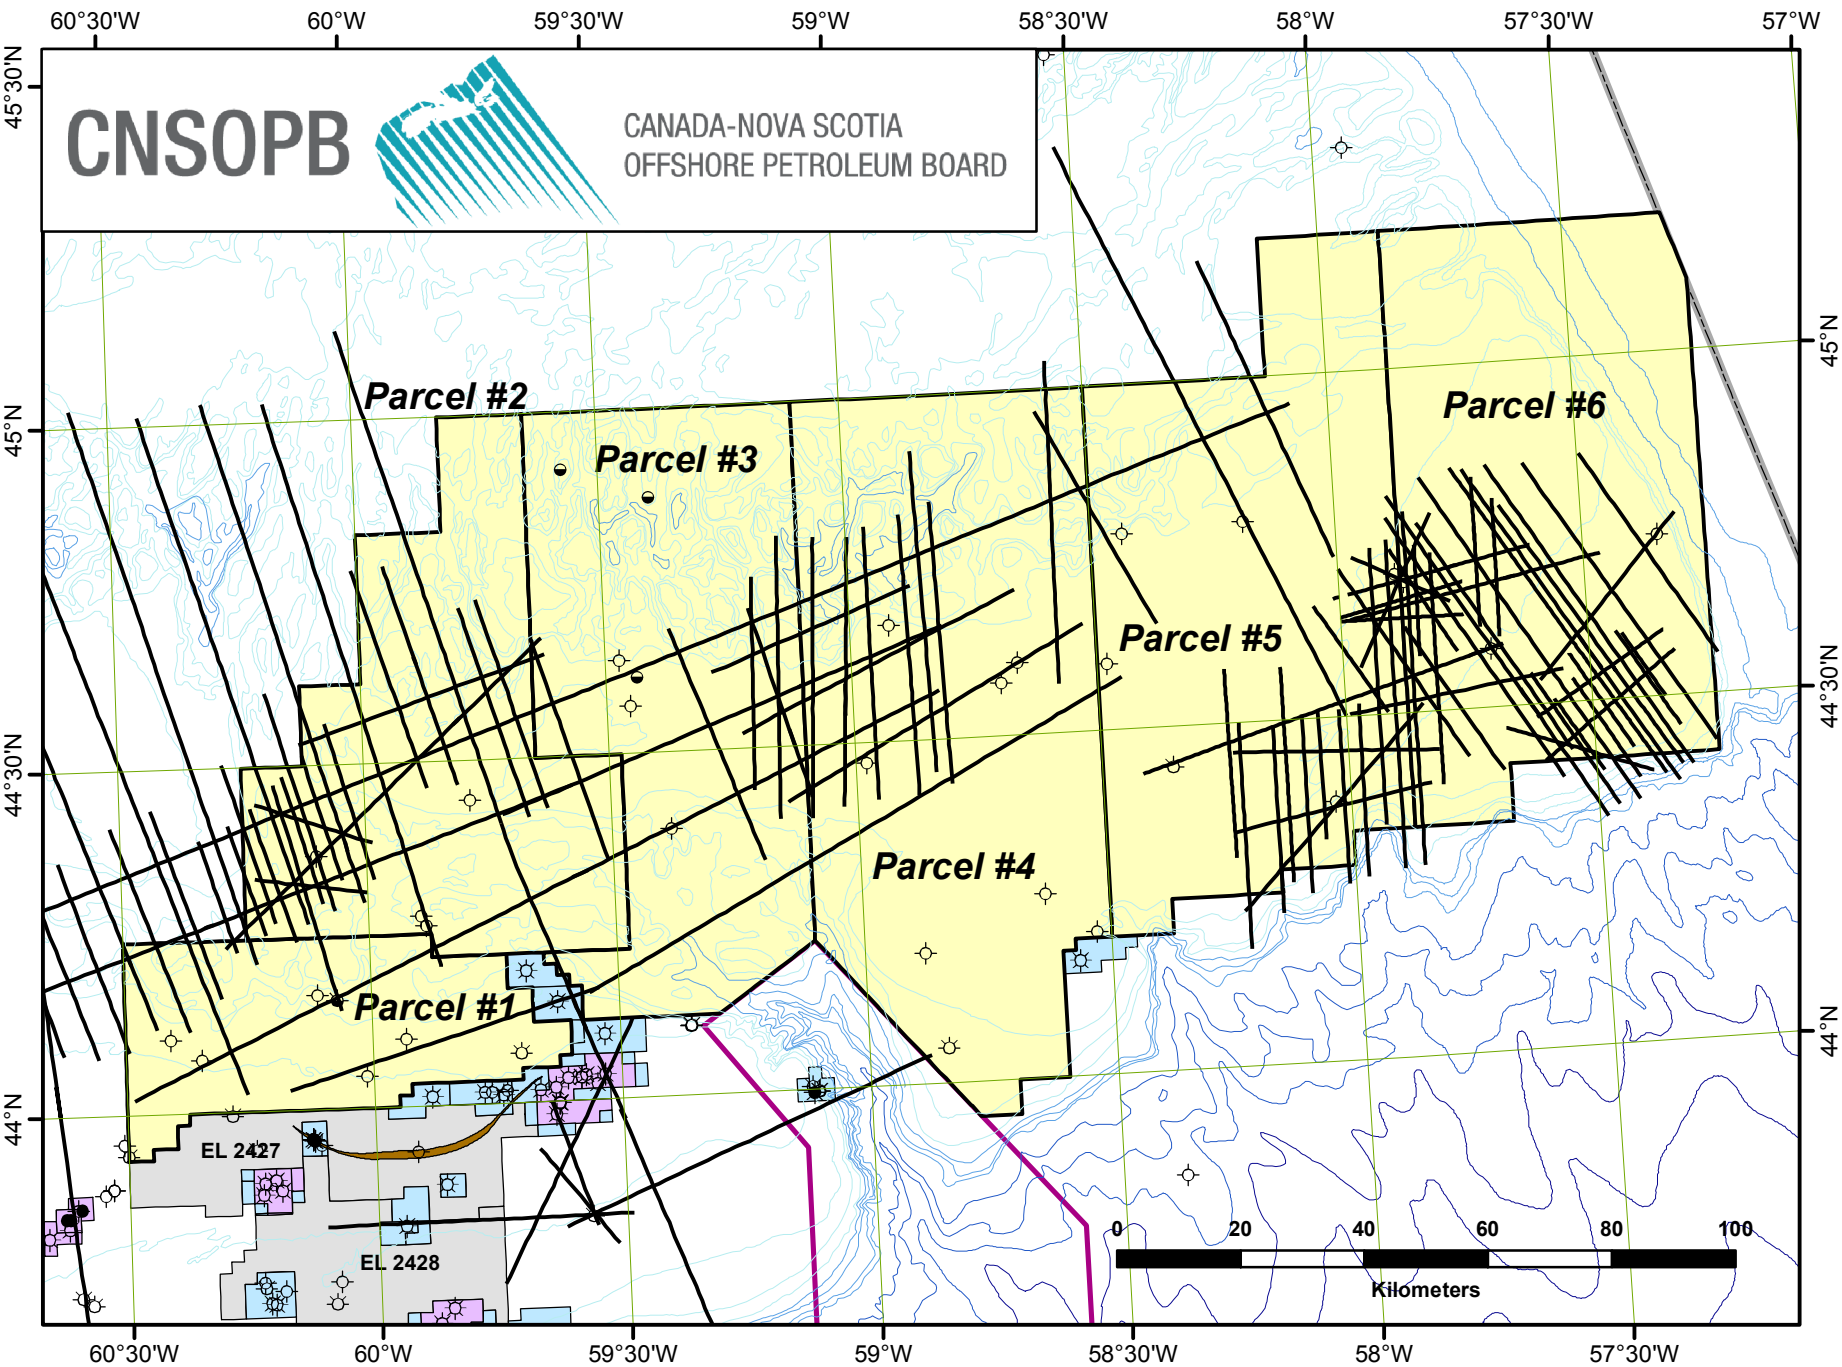 60°30'W 60°W 59°30'W 59°W 58°30'W 58°W 57°30'W 57°W
45°30'N
CNSOPB
CANADA-NOVA SCOTIA
OFFSHORE PETROLEUM BOARD
45°N
Parcel #2
Parcel #6
45°N
Parcel #3
Parcel #5
44°30'N
44°30'N
Parcel #4
Parcel #1
44°N
44°N
EL 2427
0 20 40 60 80 100
EL 2428
Kilometers
60°30'W 60°W 59°30'W 59°W 58°30'W 58°W 57°30'W